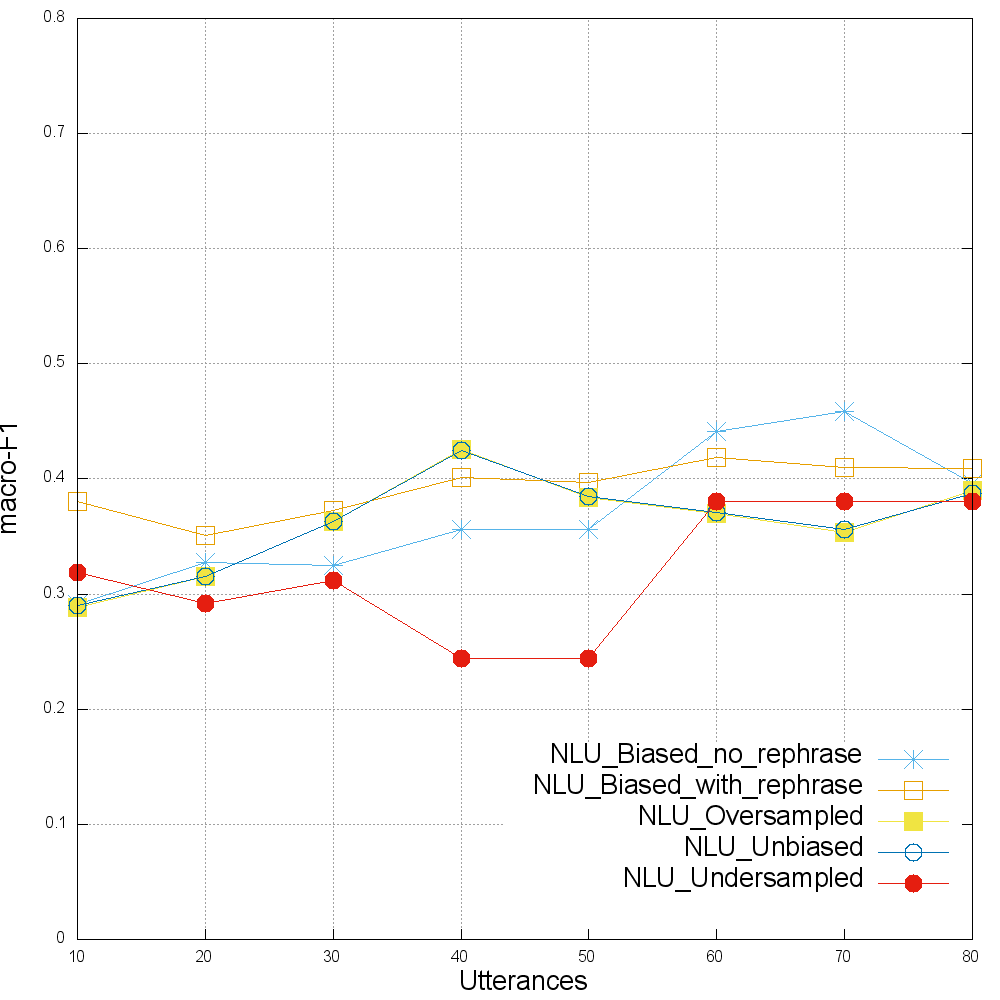 0.8
0.7
0.6
0.5
0.4
0.3
0.2
0.1
0
macro-F1
NLU_Biased_no_rephrase
NLU_Biased_with_rephrase
NLU_Oversampled
NLU_Unbiased
NLU_Undersampled
10 20 30 40 50 60 70 80
Utterances